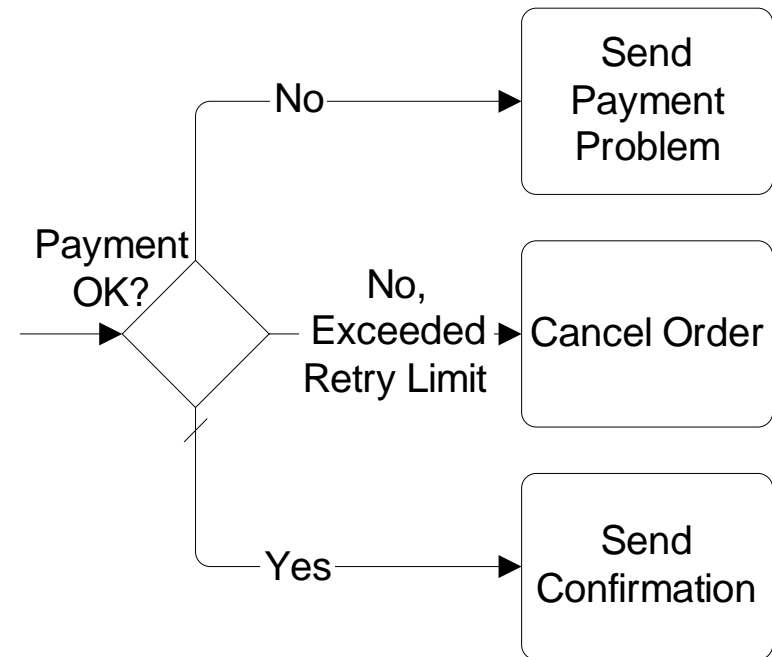 No
Send
Payment
Problem
Payment
OK?
No,
Exceeded
Retry Limit
Cancel Order
Yes
Send
Confirmation